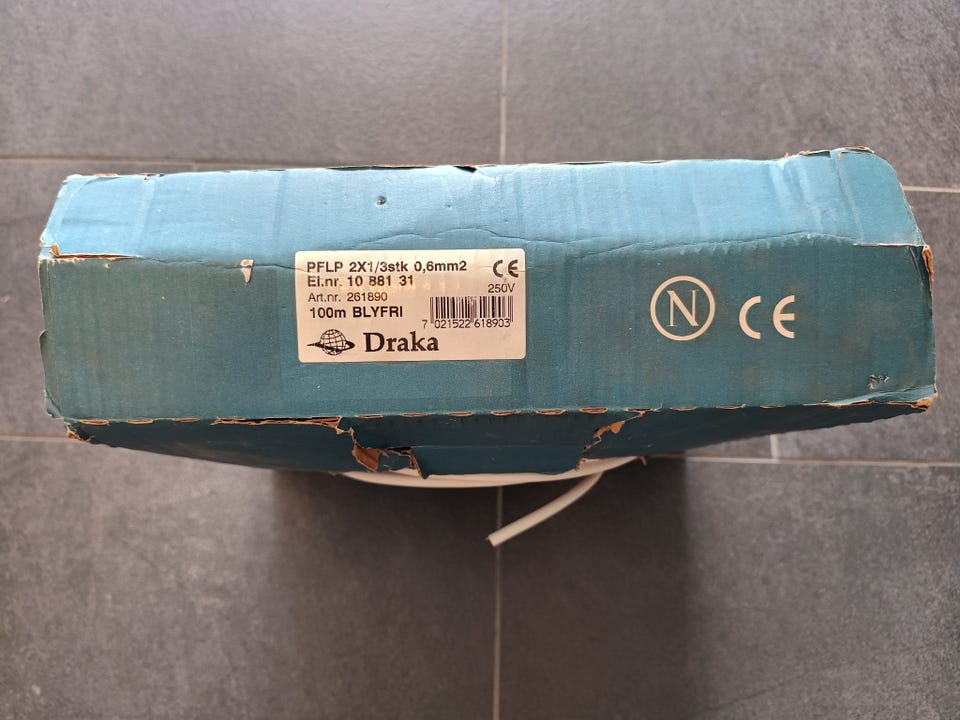 PFLP 2X1/3stk 0,6mm2
El.nr. 10 881 31
Art.nr. 261890
100m BLYFRI
CE
250V
7 021522 618903
Draka
N
CE